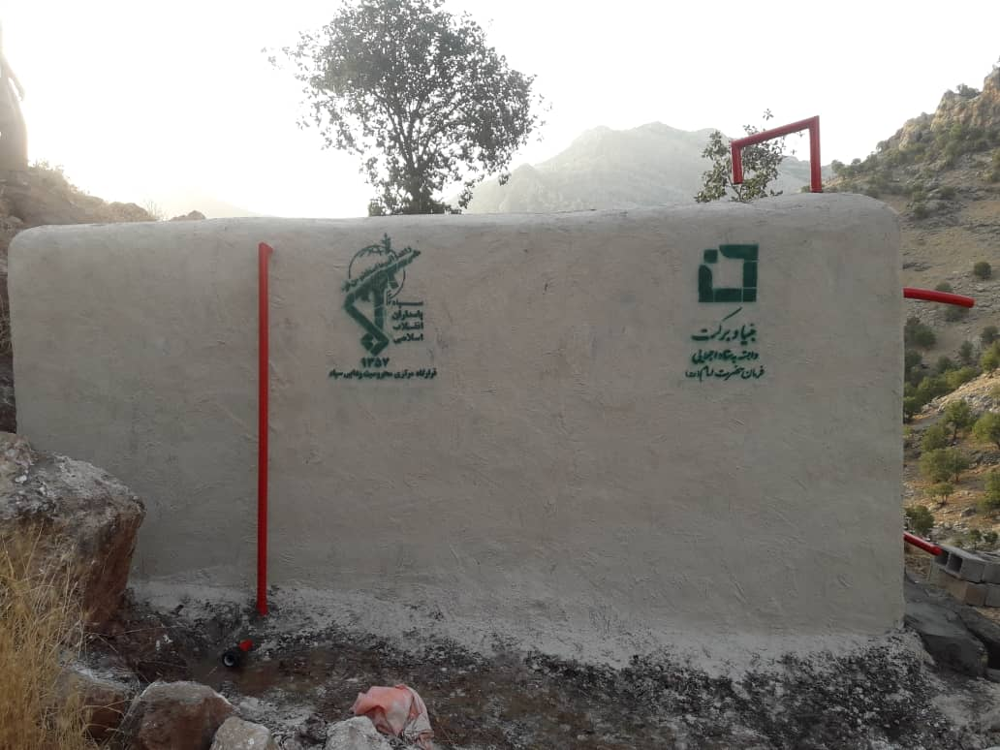 سپاه
پاسداران
انقلاب
اسلامی
۱۳۵۷
قرارگاه مرکزی محرومیت زدایی سپاه
بنیاد برکت
وابسته به ستاد اجرایی
فرمان حضرت امام (ره)